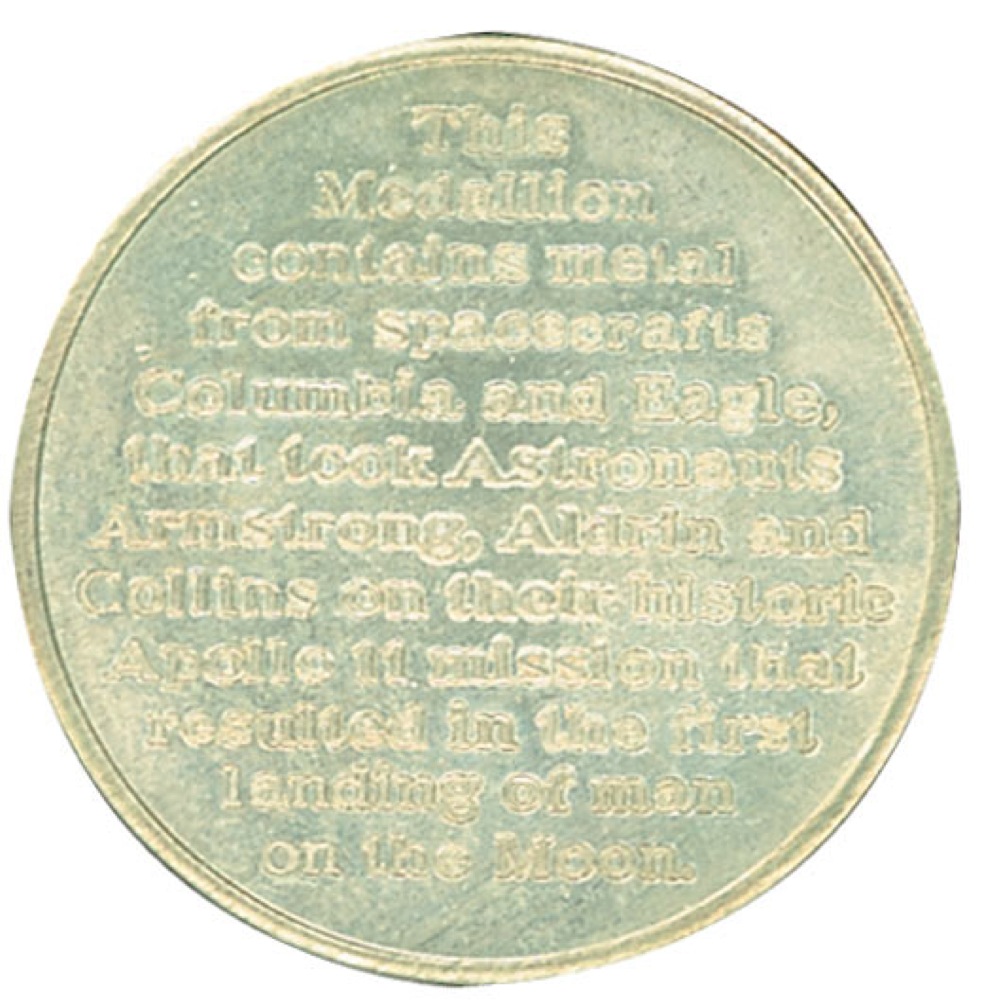 This
Medallion
contains metal
from spacecrafts
Columbia and Eagle,
that took Astronauts
Armstrong, Aldrin and
Collins on their historic
Apollo 11 mission that
resulted in the first
landing of man
on the Moon.